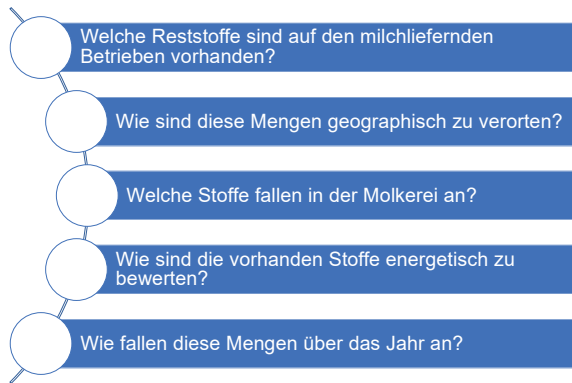 Welche Reststoffe sind auf den milchliefernden
Betrieben vorhanden?
Wie sind diese Mengen geographisch zu verorten?
Welche Stoffe fallen in der Molkerei an?
Wie sind die vorhanden Stoffe energetisch zu
bewerten?
Wie fallen diese Mengen über das Jahr an?